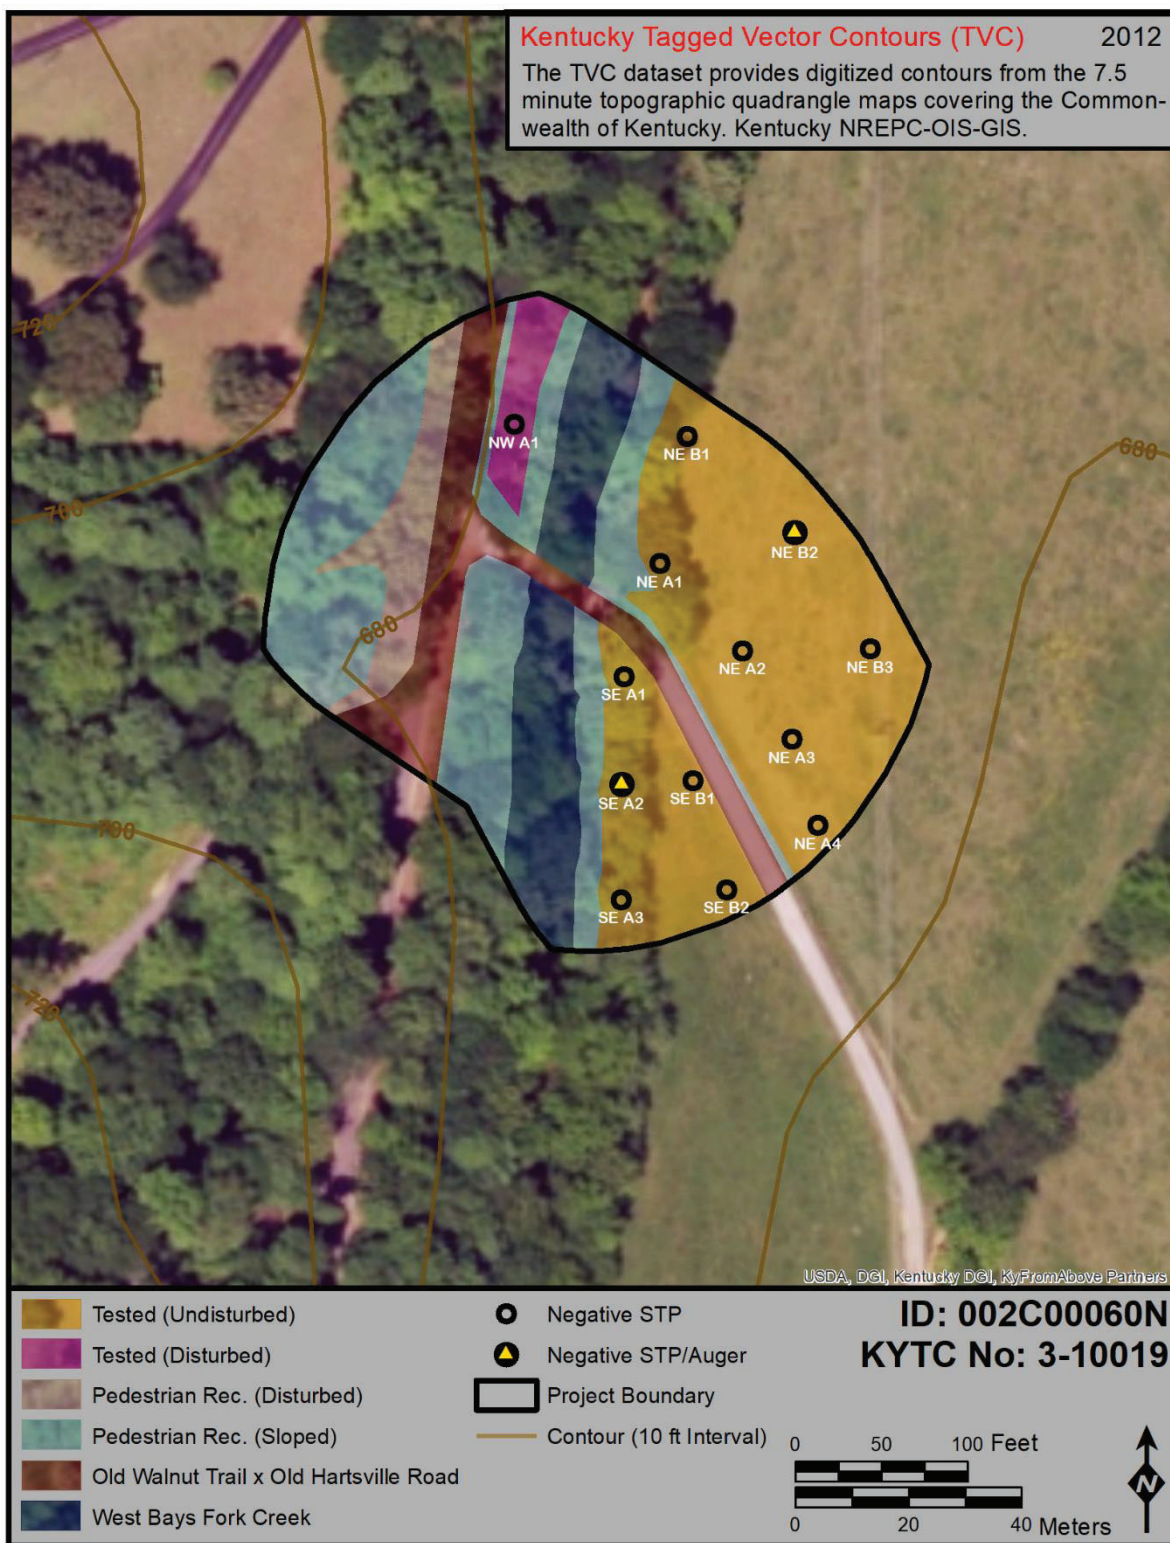 Kentucky Tagged Vector Contours (TVC) 2012
The TVC dataset provides digitized contours from the 7.5
minute topographic quadrangle maps covering the Common-
wealth of Kentucky. Kentucky NREPC-OIS-GIS.
720
700
680
680
700
720
NW A1
NE B1
NE B2
NE A1
NE A2
NE B3
SE A1
NE A3
SE A2
SE B1
NE A4
SE A3
SE B2
USDA, DGI, Kentucky DGI, KyFromAbove Partners
Tested (Undisturbed)
Tested (Disturbed)
Pedestrian Rec. (Disturbed)
Pedestrian Rec. (Sloped)
Old Walnut Trail x Old Hartsville Road
West Bays Fork Creek
Negative STP
Negative STP/Auger
Project Boundary
Contour (10 ft Interval)
ID: 002C00060N
KYTC No: 3-10019
0 50 100 Feet
0 20 40 Meters
N